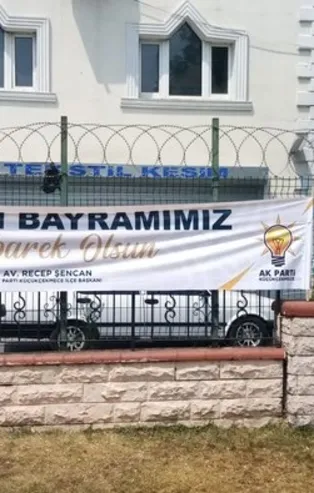 TEKSTİL KESİM
BAYRAMIMIZ
barek Olsun
AV. RECEP ŞENCAN
PARTİ KÜÇÜKÇEKMECE İLÇE BAŞKANI
AK PARTİ
KÜÇÜKÇEKMECE